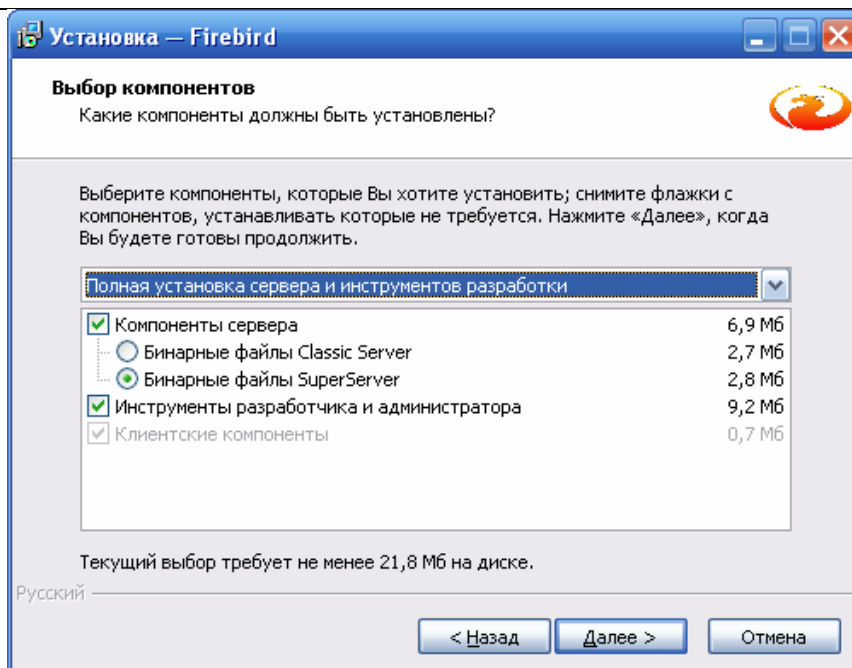 Установка — Firebird
Выбор компонентов
Какие компоненты должны быть установлены?
Выберите компоненты, которые Вы хотите установить; снимите флажки с
компонентов, устанавливать которые не требуется. Нажмите «Далее», когда
Вы будете готовы продолжить.
Полная установка сервера и инструментов разработки
Компоненты сервера 6,9 Мб
Бинарные файлы Classic Server 2,7 Мб
Бинарные файлы SuperServer 2,8 Мб
Инструменты разработчика и администратора 9,2 Мб
Клиентские компоненты 0,7 Мб
Текущий выбор требует не менее 21,8 Мб на диске.
Русский
< Назад Далее > Отмена